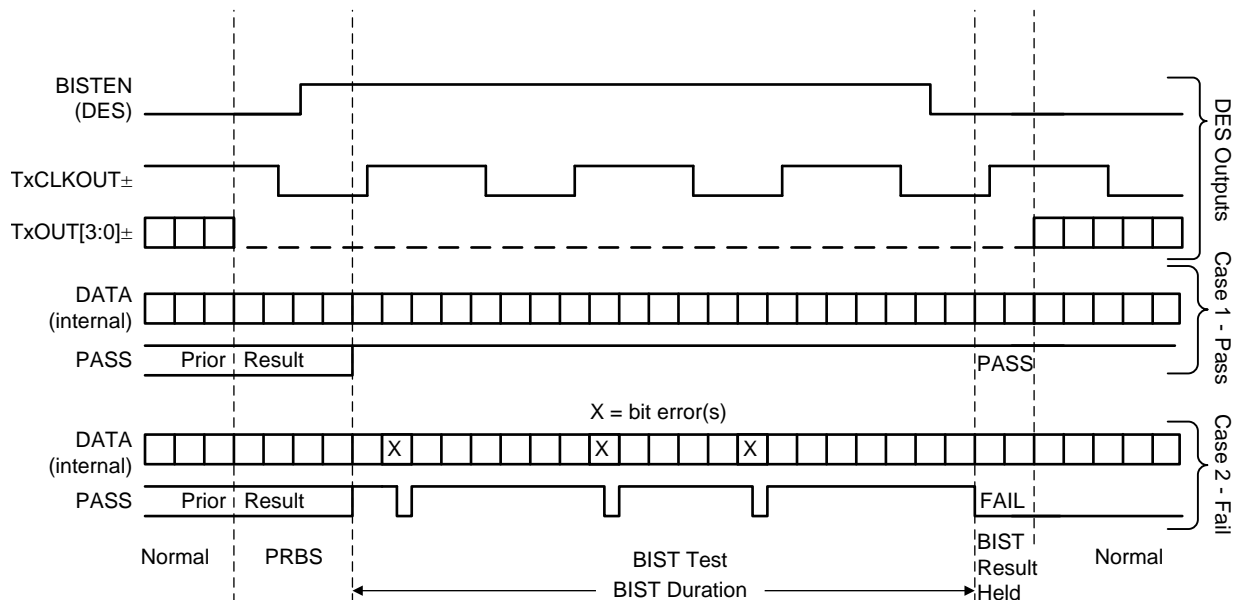 BISTEN
(DES)
TxCLKOUT±
TxOUT[3:0]±
DES Outputs
DATA
(internal)
PASS
Prior Result
PASS
Case 1 - Pass
X = bit error(s)
DATA
(internal)
X
X
X
PASS
Prior Result
FAIL
Case 2 - Fail
Normal
PRBS
BIST Test
BIST Duration
BIST
Result
Held
Normal